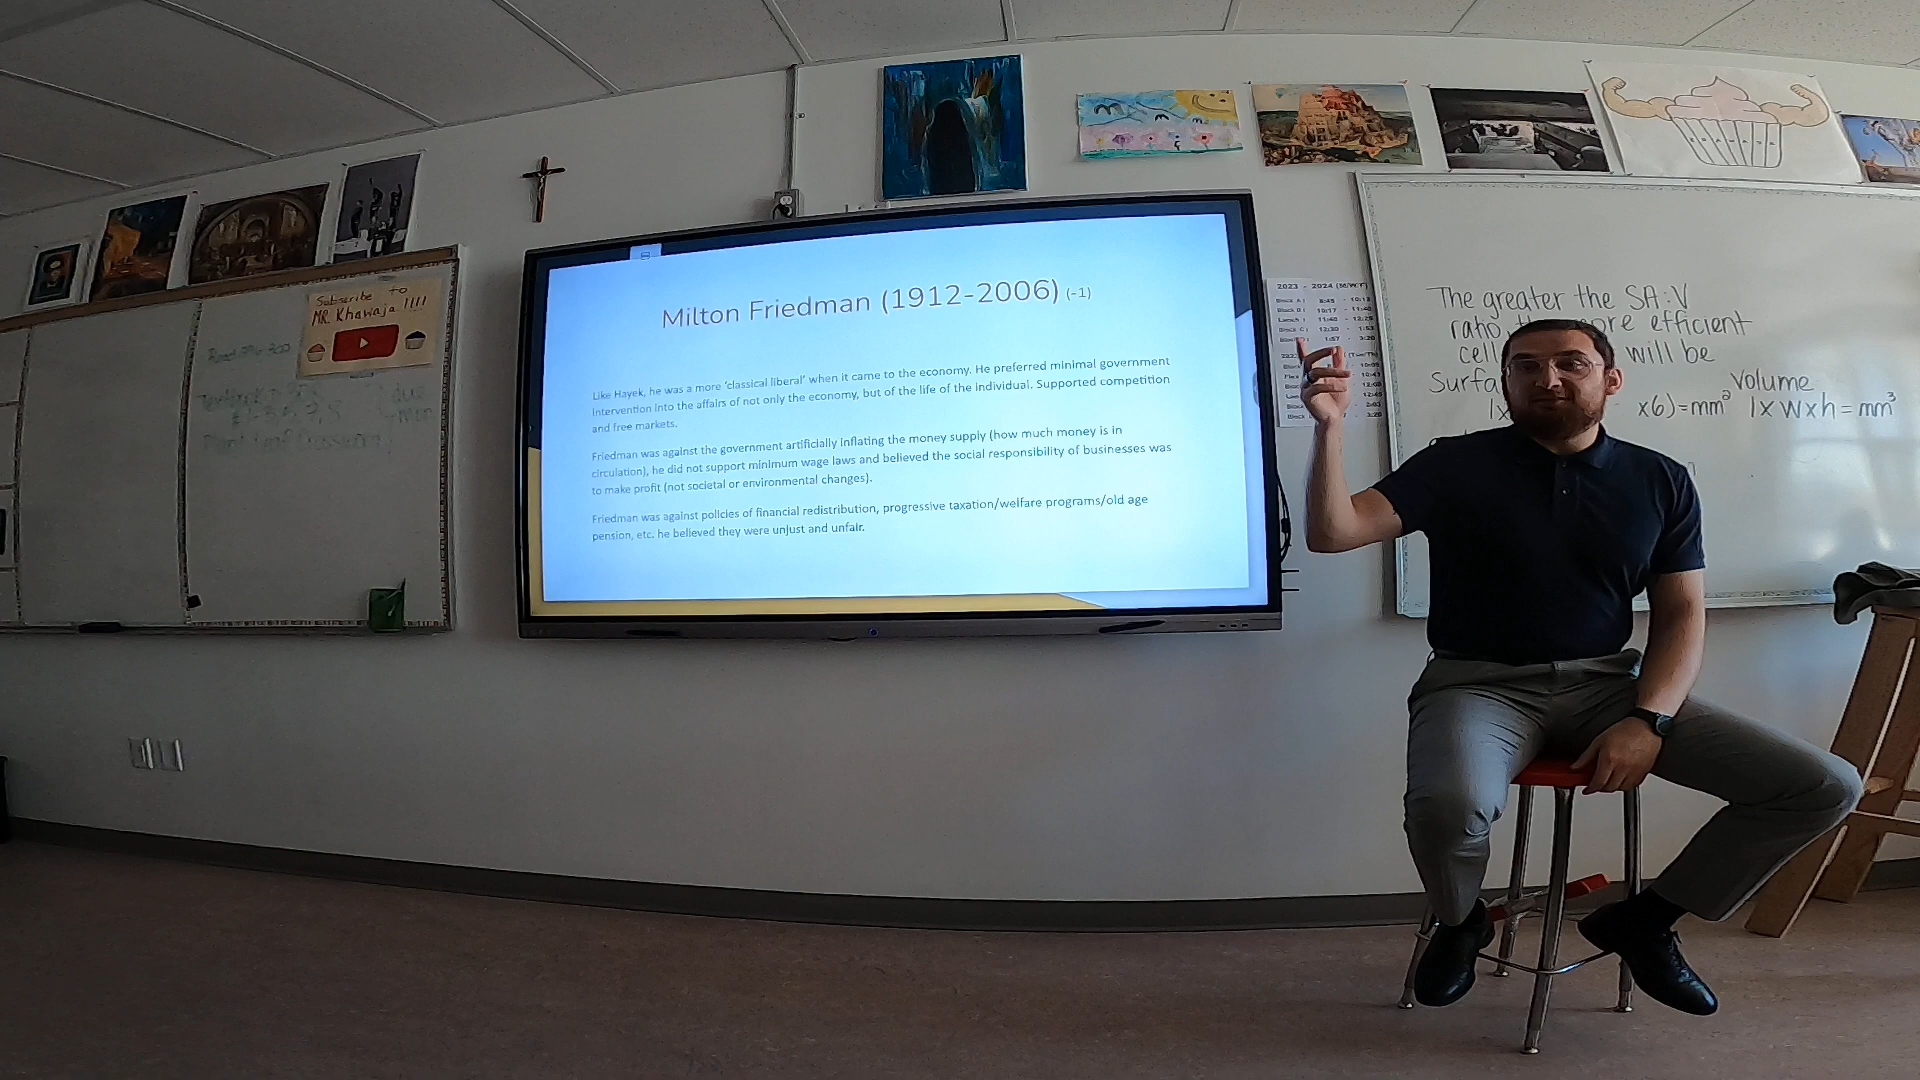 Subscribe to
MR. Khawaja !!!!
Milton Friedman (1912-2006) (-1)
Like Hayek, he was a more 'classical liberal' when it came to the economy. He preferred minimal government
intervention into the affairs of not only the economy, but of the life of the individual. Supported competition
and free markets.
Friedman was against the government artificially inflating the money supply (how much money is in
circulation), he did not support minimum wage laws and believed the social responsibility of businesses was
to make profit (not societal or environmental changes).
Friedman was against policies of financial redistribution, progressive taxation/welfare programs/old age
pension, etc. he believed they were unjust and unfair.
2023 - 2024 (M/W/F)
The greater the SA:V
ratio, more efficient
cell will be
Volume
x6)=mm² l x w x h = mm³